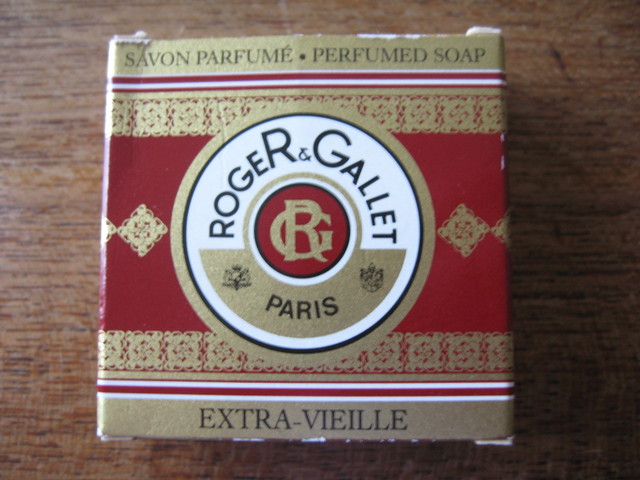 SAVON PARFUMÉ • PERFUMED SOAP
ROGER & GALLET
RG
PARIS
EXTRA-VIEILLE